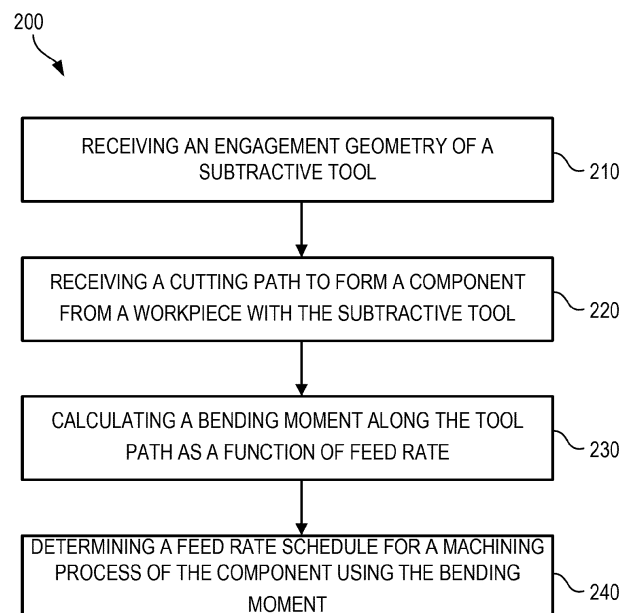 200
RECEIVING AN ENGAGEMENT GEOMETRY OF A
SUBTRACTIVE TOOL
210
RECEIVING A CUTTING PATH TO FORM A COMPONENT
FROM A WORKPIECE WITH THE SUBTRACTIVE TOOL
220
CALCULATING A BENDING MOMENT ALONG THE TOOL
PATH AS A FUNCTION OF FEED RATE
230
DETERMINING A FEED RATE SCHEDULE FOR A MACHINING
PROCESS OF THE COMPONENT USING THE BENDING
MOMENT
240